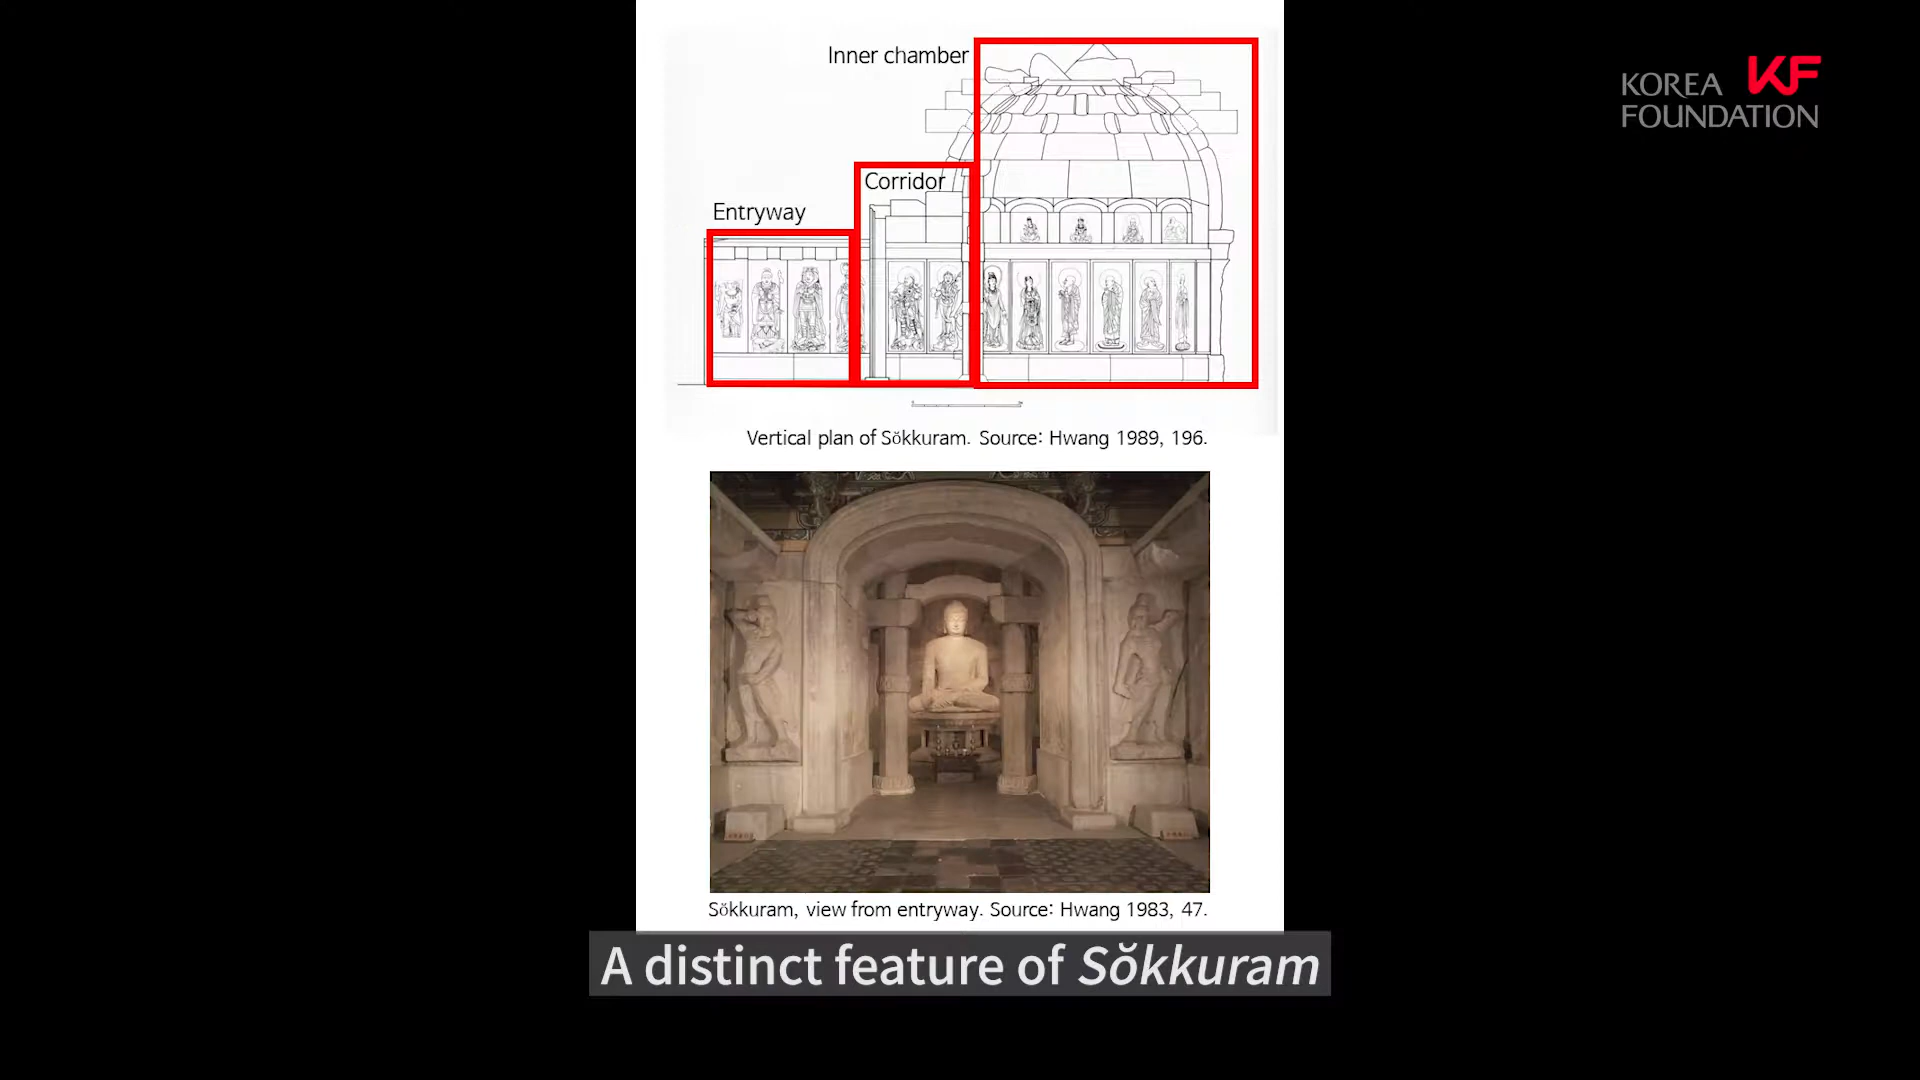 Inner chamber
Corridor
Entryway
Vertical plan of Sŏkkuram. Source: Hwang 1989, 196.
Sŏkkuram, view from entryway. Source: Hwang 1983, 47.
A distinct feature of Sŏkkuram
KOREA KF
FOUNDATION